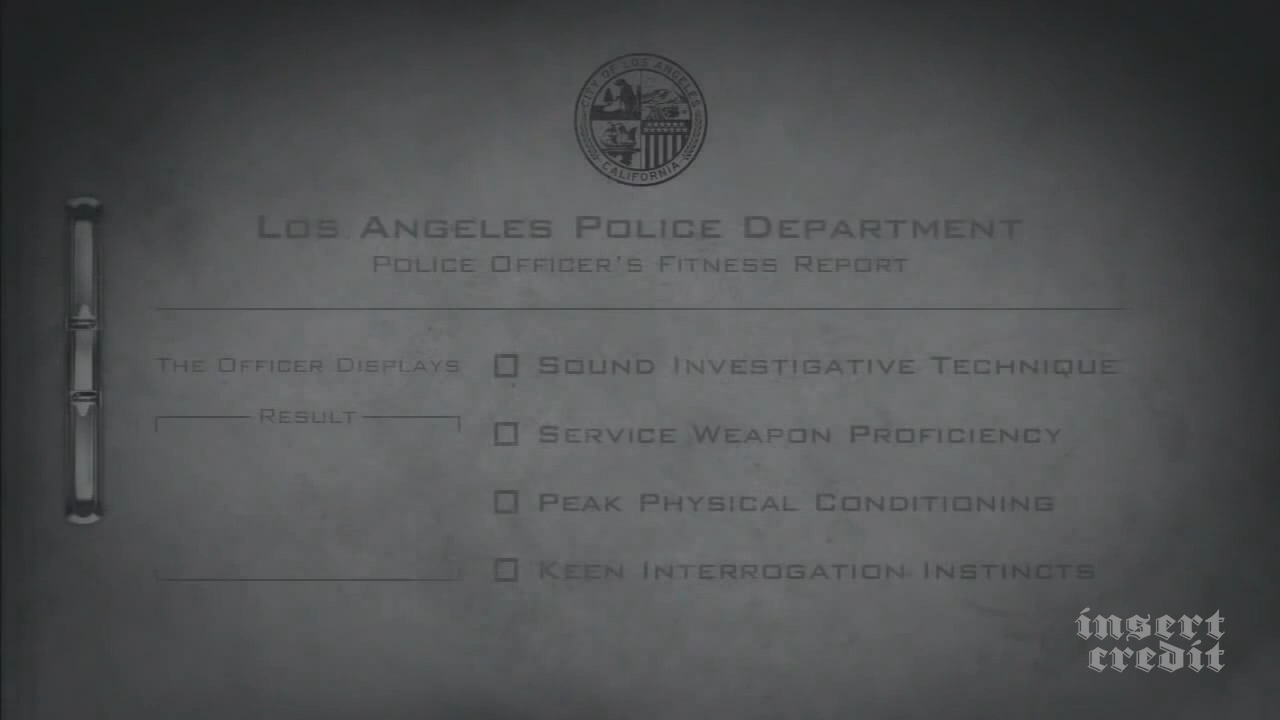 CITY OF LOS ANGELES
CALIFORNIA
LOS ANGELES POLICE DEPARTMENT
POLICE OFFICER'S FITNESS REPORT
THE OFFICER DISPLAYS
RESULT
SOUND INVESTIGATIVE TECHNIQUE
SERVICE WEAPON PROFICIENCY
PEAK PHYSICAL CONDITIONING
KEEN INTERROGATION INSTINCTS
insert
credit